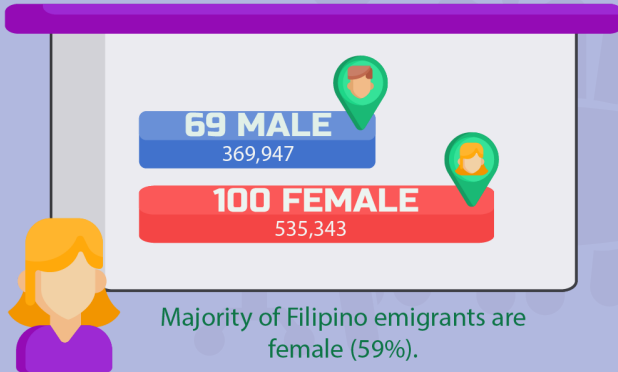 69 MALE
369,947
100 FEMALE
535,343
Majority of Filipino emigrants are
female (59%).